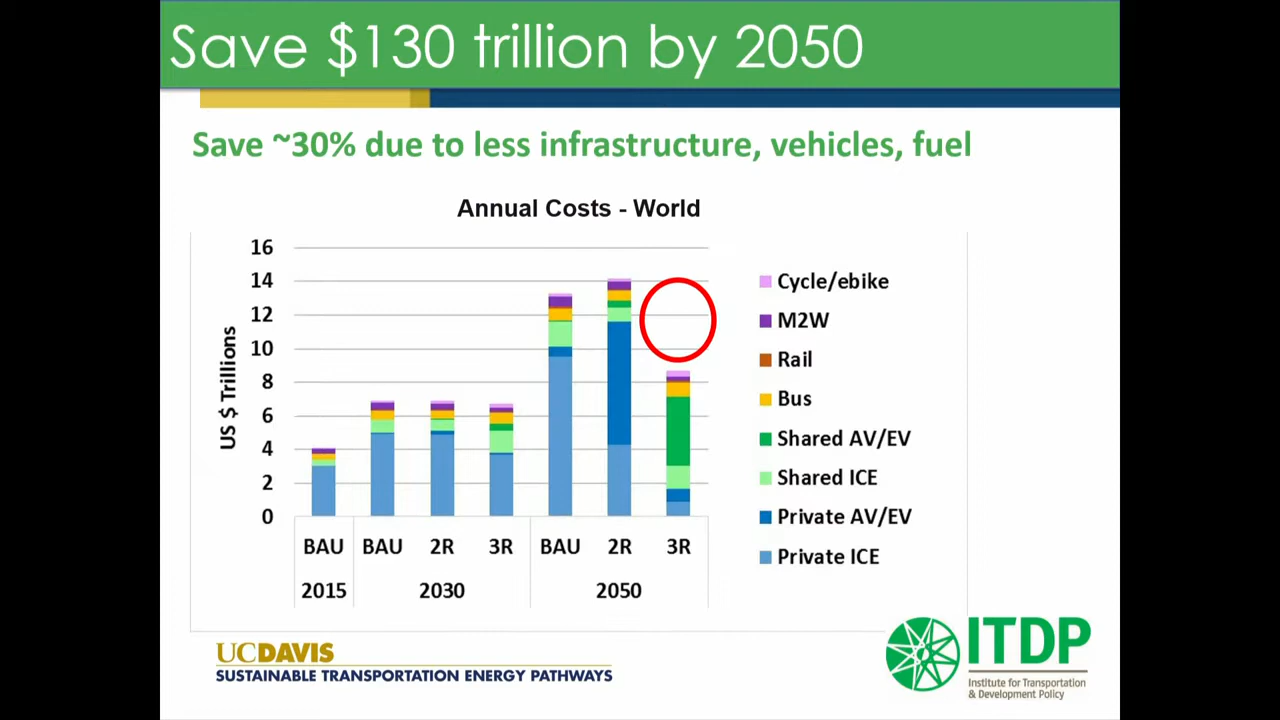 Save $130 trillion by 2050
Save ~30% due to less infrastructure, vehicles, fuel
Annual Costs - World
US $ Trillions
16
14
12
10
8
6
4
2
0
BAU BAU 2R 3R BAU 2R 3R
2015 2030 2050
Cycle/ebike
M2W
Rail
Bus
Shared AV/EV
Shared ICE
Private AV/EV
Private ICE
UCDAVIS
SUSTAINABLE TRANSPORTATION ENERGY PATHWAYS
ITDP
Institute for Transportation
& Development Policy